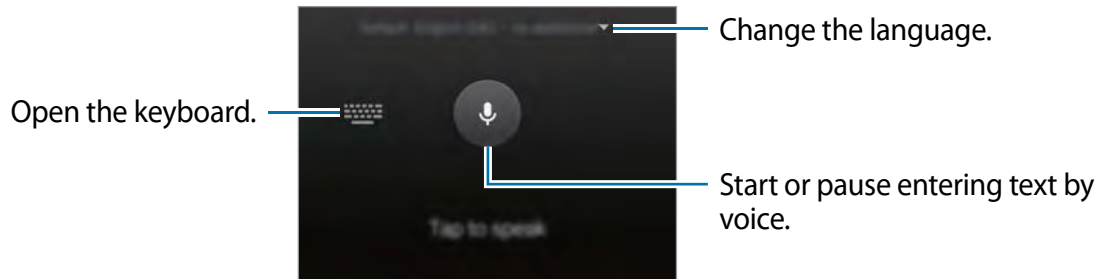 Change the language.
Open the keyboard.
Start or pause entering text by
voice.
Tap to speak